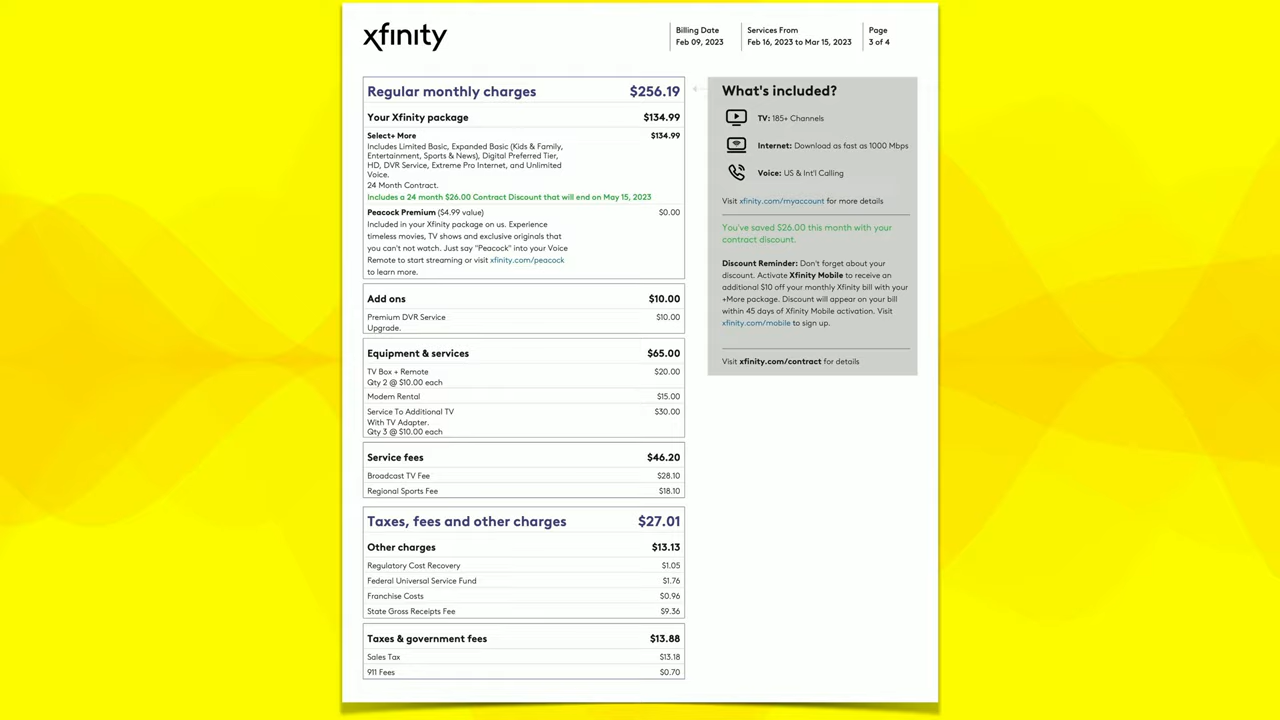 xfinity
Billing Date
Feb 09, 2023
Services From
Feb 16, 2023 to Mar 15, 2023
Page
3 of 4
Regular monthly charges $256.19
Your Xfinity package $134.99
Select+ More $134.99
Includes Limited Basic, Expanded Basic (Kids & Family,
Entertainment, Sports & News), Digital Preferred Tier,
HD, DVR Service, Extreme Pro Internet, and Unlimited
Voice.
24 Month Contract.
Includes a 24 month $26.00 Contract Discount that will end on May 15, 2023
Peacock Premium ($4.99 value) $0.00
Included in your Xfinity package on us. Experience
timeless movies, TV shows and exclusive originals that
you can't not watch. Just say "Peacock" into your Voice
Remote to start streaming or visit xfinity.com/peacock
to learn more.
Add ons $10.00
Premium DVR Service $10.00
Upgrade.
Equipment & services $65.00
TV Box + Remote $20.00
Qty 2 @ $10.00 each
Modem Rental $15.00
Service To Additional TV $30.00
With TV Adapter.
Qty 3 @ $10.00 each
Service fees $46.20
Broadcast TV Fee $28.10
Regional Sports Fee $18.10
Taxes, fees and other charges $27.01
Other charges $13.13
Regulatory Cost Recovery $1.05
Federal Universal Service Fund $1.76
Franchise Costs $0.96
State Gross Receipts Fee $9.36
Taxes & government fees $13.88
Sales Tax $13.18
911 Fees $0.70
What's included?
TV: 185+ Channels
Internet: Download as fast as 1000 Mbps
Voice: US & Int'l Calling
Visit xfinity.com/myaccount for more details
You've saved $26.00 this month with your
contract discount.
Discount Reminder: Don't forget about your
discount. Activate Xfinity Mobile to receive an
additional $10 off your monthly Xfinity bill with your
+More package. Discount will appear on your bill
within 45 days of Xfinity Mobile activation. Visit
xfinity.com/mobile to sign up.
Visit xfinity.com/contract for details